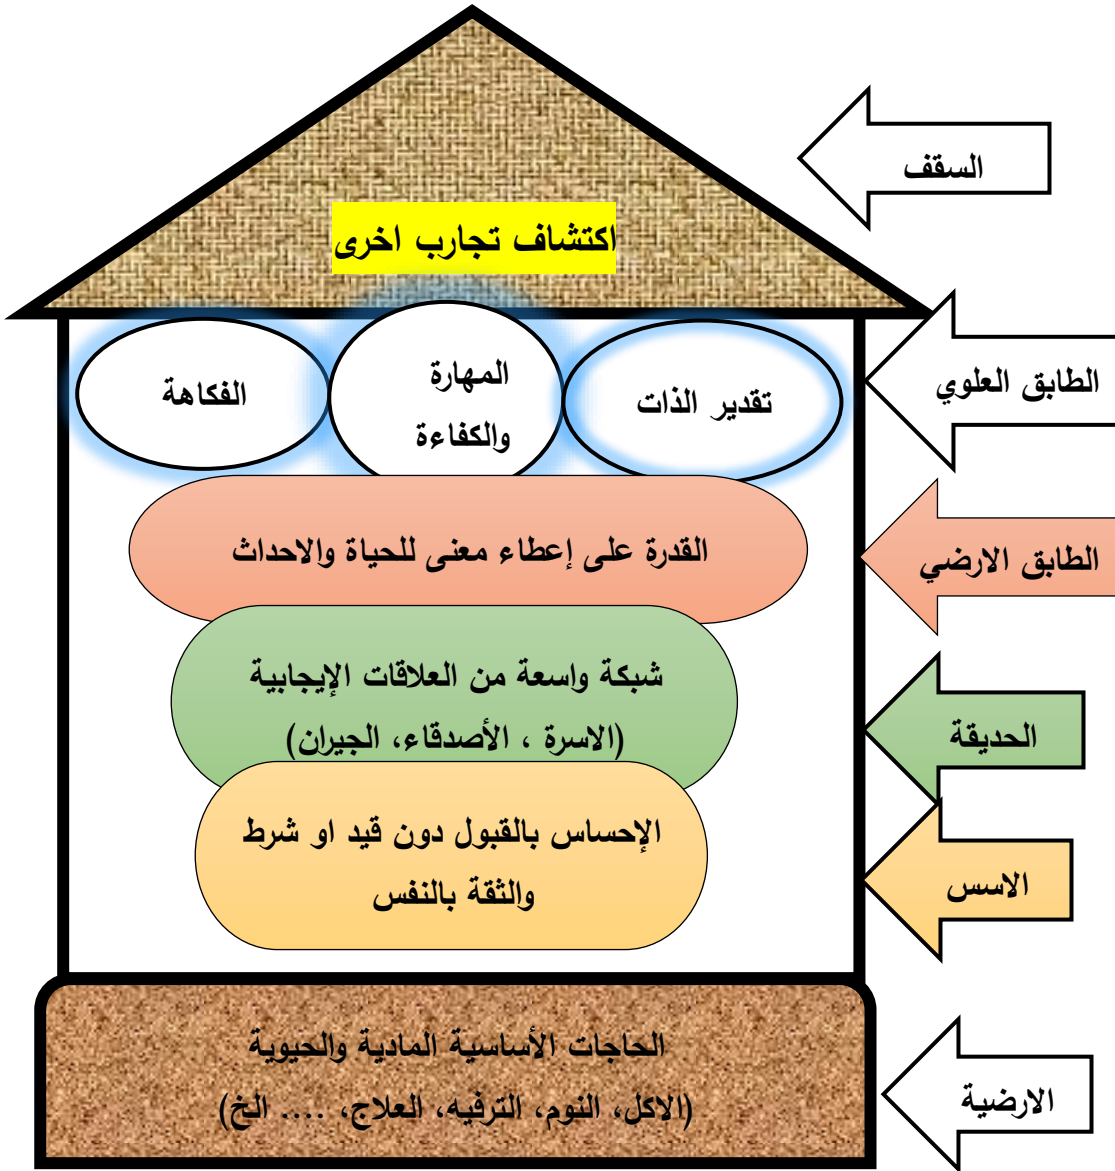 السقف
اكتشاف تجارب اخرى
الطابق العلوي
تقدير الذات
المهارة
والكفاءة
الفكاهة
الطابق الارضي
القدرة على إعطاء معنى للحياة والاحداث
الحديقة
شبكة واسعة من العلاقات الإيجابية
(الاسرة ، الأصدقاء، الجيران)
الاسس
الإحساس بالقبول دون قيد او شرط
والثقة بالنفس
الارضية
الحاجات الأساسية المادية والحيوية
(الاكل، النوم، الترفيه، العلاج، .... الخ)